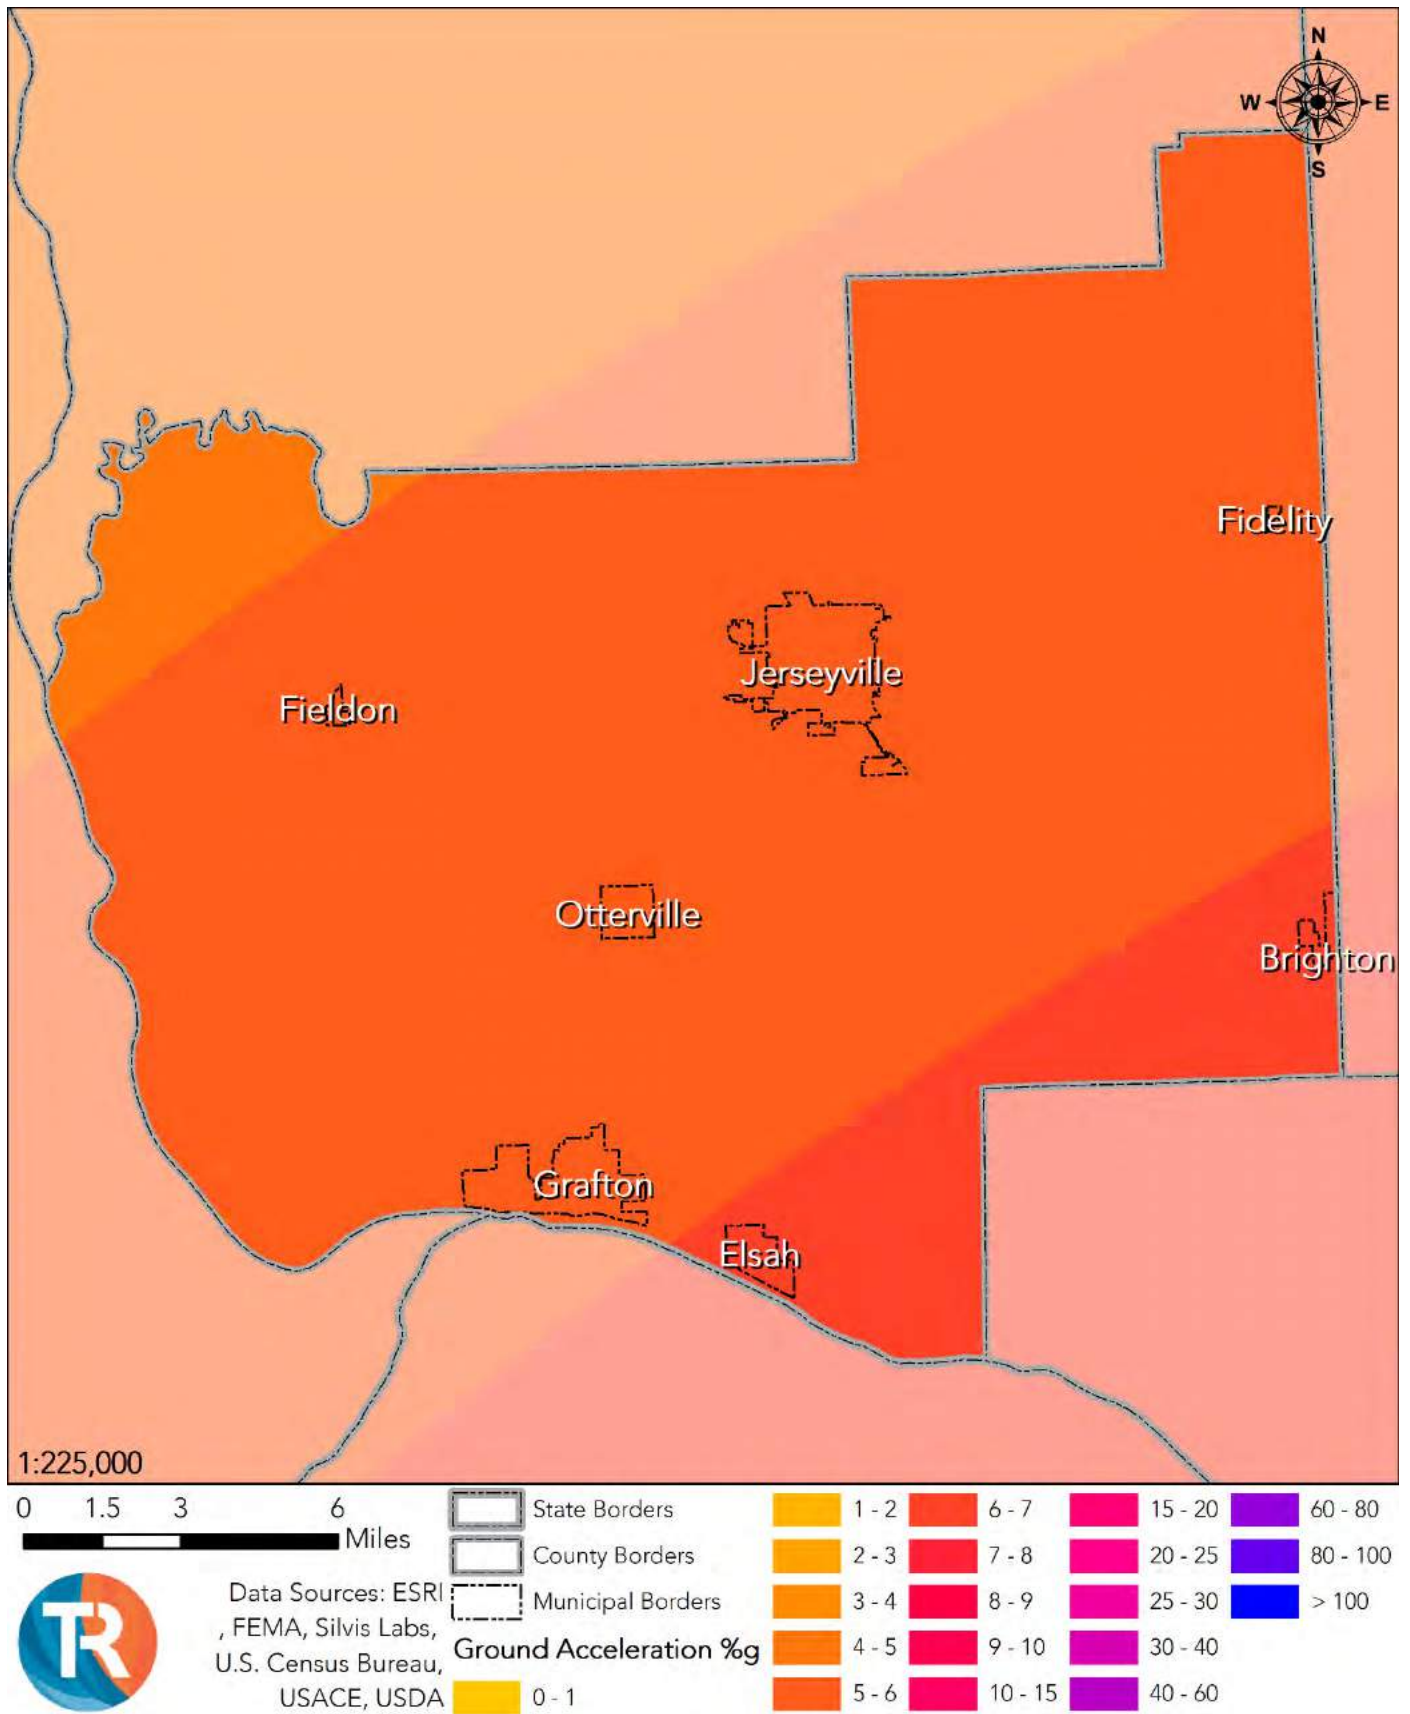 N
W E
S
Fidelity
Jerseyville
Fieldon
Otterville
Brighton
Grafton
Elsah
1:225,000
0 1.5 3 6
Miles
Data Sources: ESRI
, FEMA, Silvis Labs,
U.S. Census Bureau,
USACE, USDA
TR
State Borders
County Borders
Municipal Borders
Ground Acceleration %g
0 - 1
1 - 2
2 - 3
3 - 4
4 - 5
5 - 6
6 - 7
7 - 8
8 - 9
9 - 10
10 - 15
15 - 20
20 - 25
25 - 30
30 - 40
40 - 60
60 - 80
80 - 100
> 100